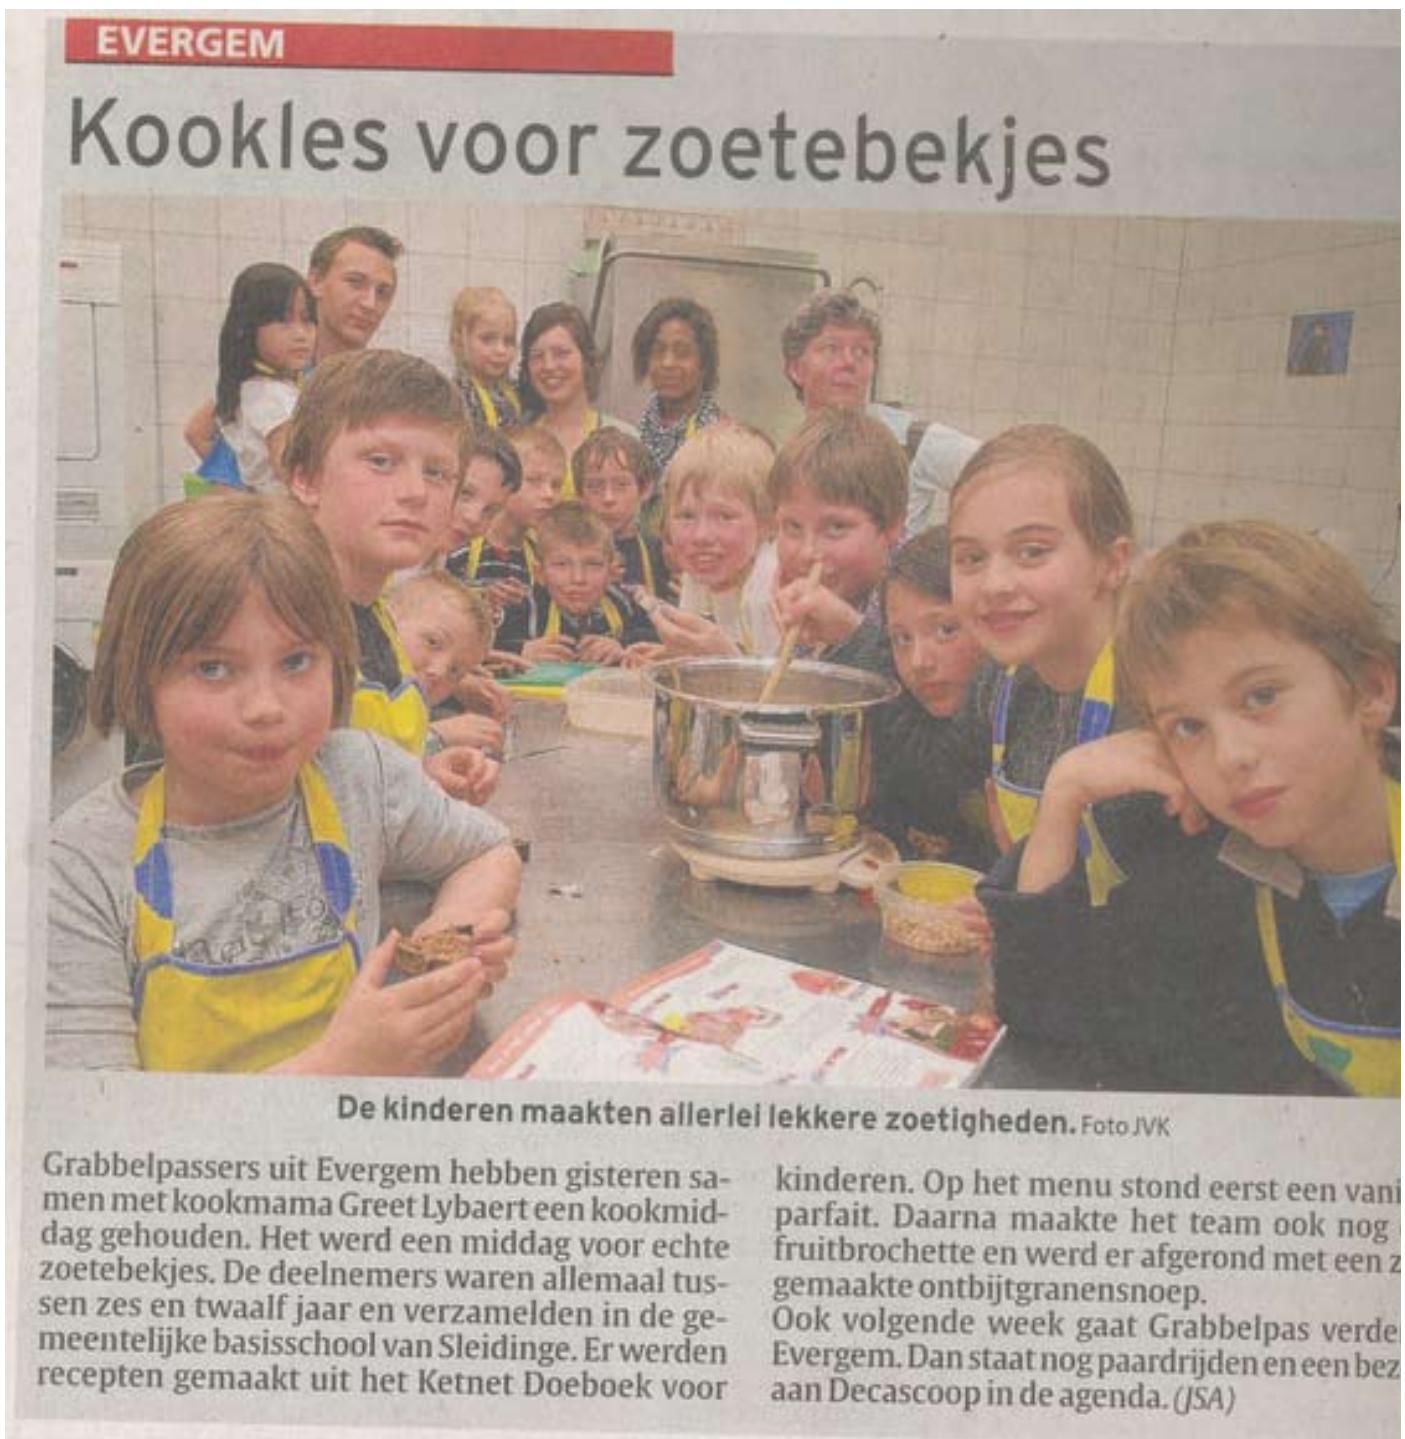 EVERGEM
Kookles voor zoetebekjes
De kinderen maakten allerlei lekkere zoetigheden. Foto JVK
Grabbelpassers uit Evergem hebben gisteren sa-
men met kookmama Greet Lybaert een kookmid-
dag gehouden. Het werd een middag voor echte
zoetebekjes. De deelnemers waren allemaal tus-
sen zes en twaalf jaar en verzamelden in de ge-
meentelijke basisschool van Sleidinge. Er werden
recepten gemaakt uit het Ketnet Doeboek voor
kinderen. Op het menu stond eerst een vani
parfait. Daarna maakte het team ook nog
fruitbrochette en werd er afgerond met een z
gemaakte ontbijtgranensnoep.
Ook volgende week gaat Grabbelpas verde
Evergem. Dan staat nog paardrijden en een bez
aan Decascoop in de agenda. (JSA)